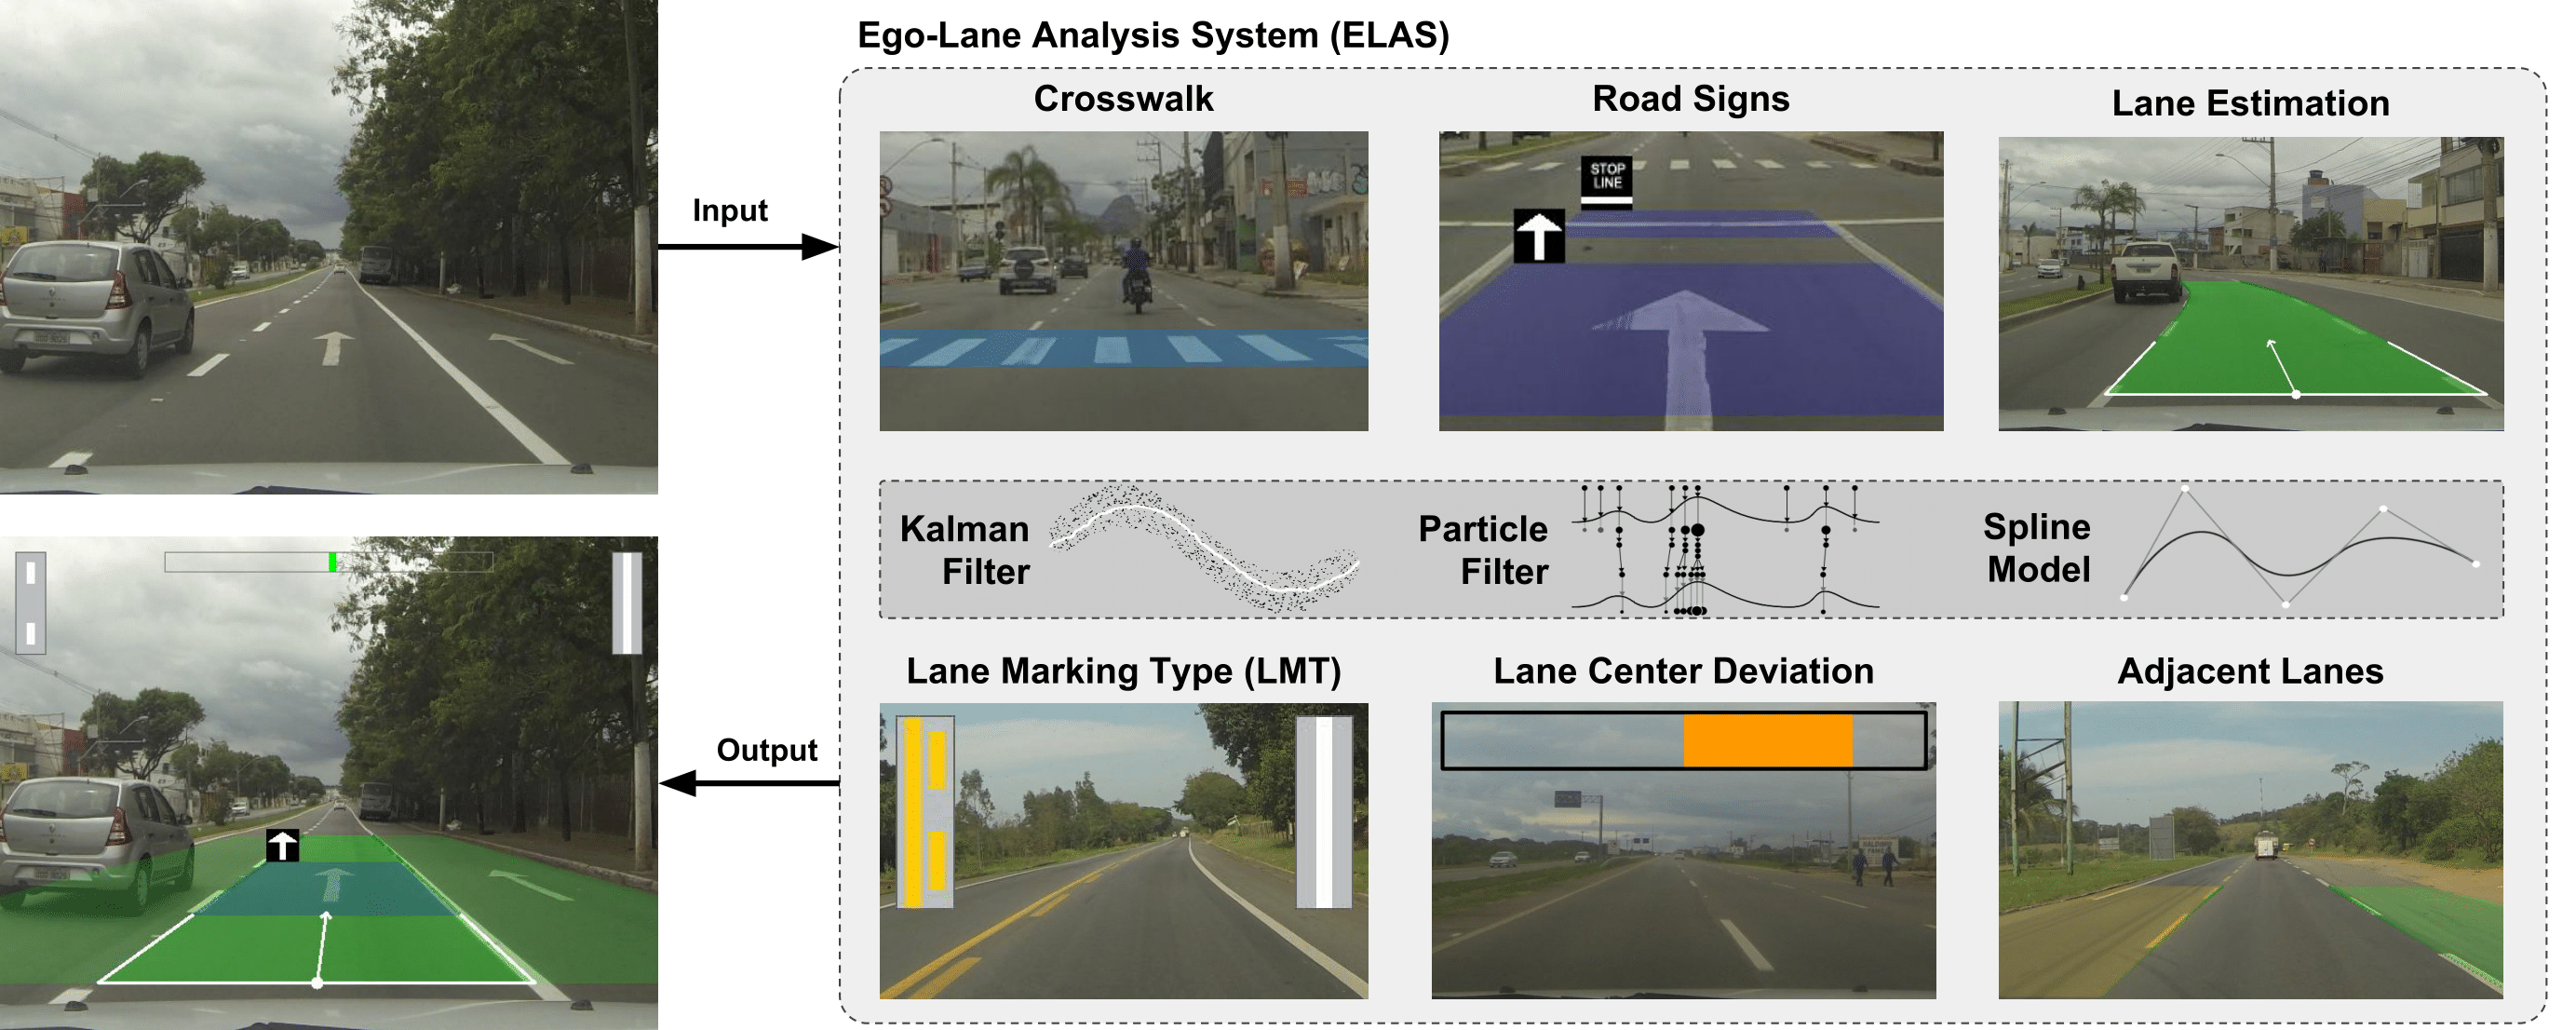 Ego-Lane Analysis System (ELAS)
Crosswalk
Road Signs
Lane Estimation
STOP
LINE
Input
Kalman
Filter
Particle
Filter
Spline
Model
Lane Marking Type (LMT)
Lane Center Deviation
Adjacent Lanes
Output